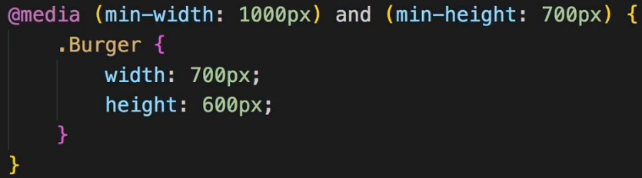 @media (min-width: 1000px) and (min-height: 700px) {
    .Burger {
        width: 700px;
        height: 600px;
    }
}